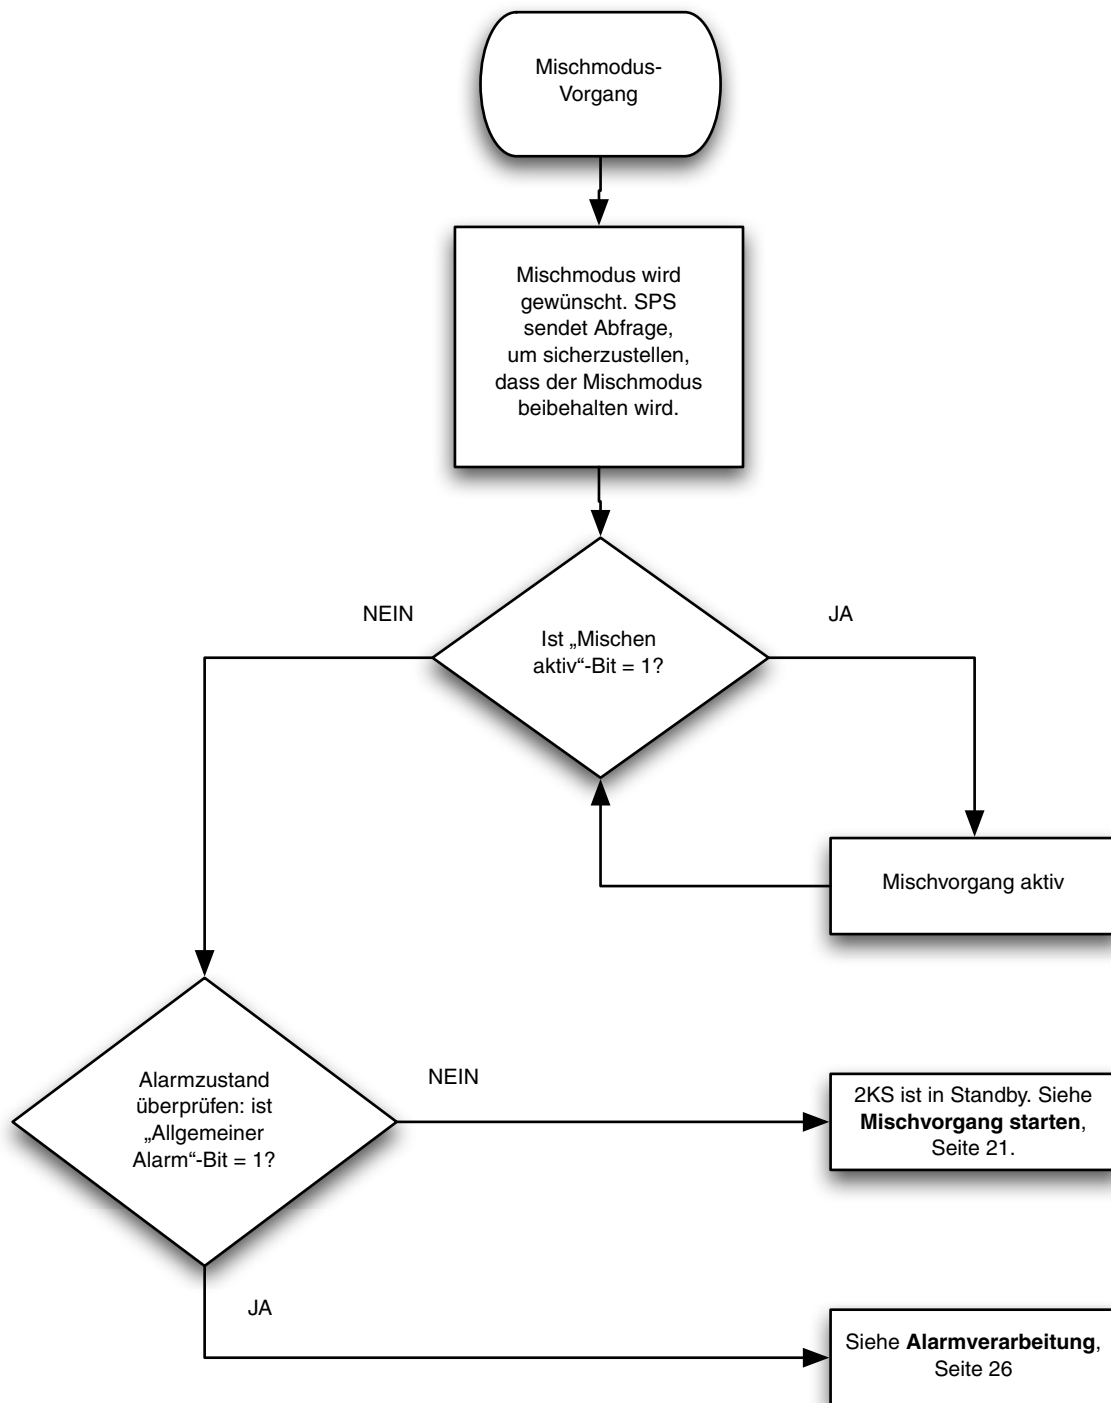 Mischmodus-
Vorgang
Mischmodus wird
gewünscht. SPS
sendet Abfrage,
um sicherzustellen,
dass der Mischmodus
beibehalten wird.
NEIN
JA
Ist „Mischen
aktiv“-Bit = 1?
Mischvorgang aktiv
Alarmzustand
überprüfen: ist
„Allgemeiner
Alarm“-Bit = 1?
NEIN
2KS ist in Standby. Siehe
Mischvorgang starten,
Seite 21.
JA
Siehe Alarmverarbeitung,
Seite 26